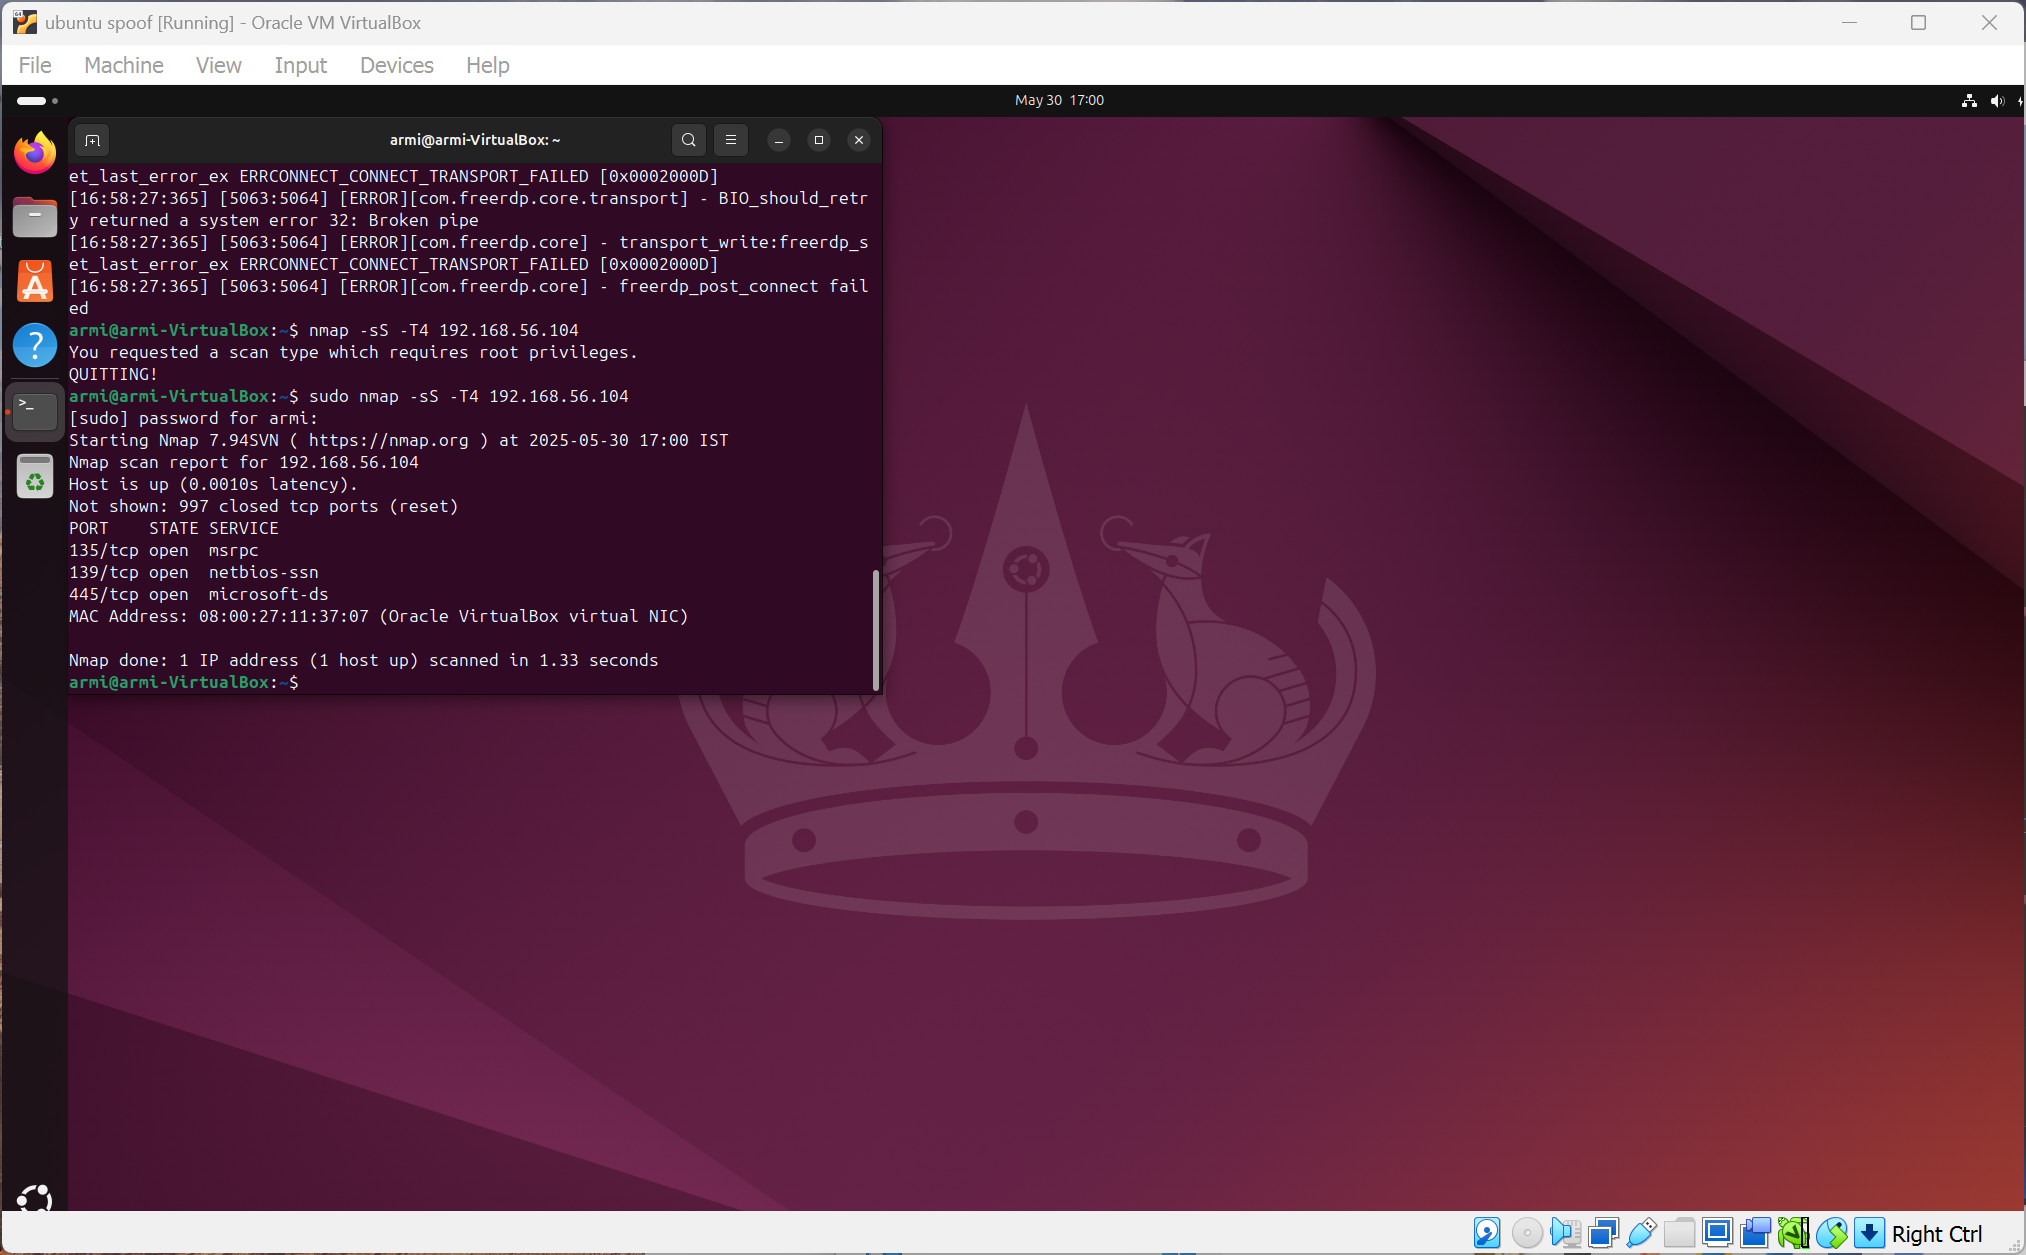 ubuntu spoof [Running] - Oracle VM VirtualBox
File Machine View Input Devices Help
May 30 17:00
armi@armi-VirtualBox: ~
et_last_error_ex ERRCONNECT_CONNECT_TRANSPORT_FAILED [0x0002000D]
[16:58:27:365] [5063:5064] [ERROR][com.freerdp.core.transport] - BIO_should_retr
y returned a system error 32: Broken pipe
[16:58:27:365] [5063:5064] [ERROR][com.freerdp.core] - transport_write:freerdp_s
et_last_error_ex ERRCONNECT_CONNECT_TRANSPORT_FAILED [0x0002000D]
[16:58:27:365] [5063:5064] [ERROR][com.freerdp.core] - freerdp_post_connect fail
ed
armi@armi-VirtualBox:~$ nmap -sS -T4 192.168.56.104
You requested a scan type which requires root privileges.
QUITTING!
armi@armi-VirtualBox:~$ sudo nmap -sS -T4 192.168.56.104
[sudo] password for armi:
Starting Nmap 7.94SVN ( https://nmap.org ) at 2025-05-30 17:00 IST
Nmap scan report for 192.168.56.104
Host is up (0.0010s latency).
Not shown: 997 closed tcp ports (reset)
PORT    STATE SERVICE
135/tcp open  msrpc
139/tcp open  netbios-ssn
445/tcp open  microsoft-ds
MAC Address: 08:00:27:11:37:07 (Oracle VirtualBox virtual NIC)
Nmap done: 1 IP address (1 host up) scanned in 1.33 seconds
armi@armi-VirtualBox:~$
Right Ctrl